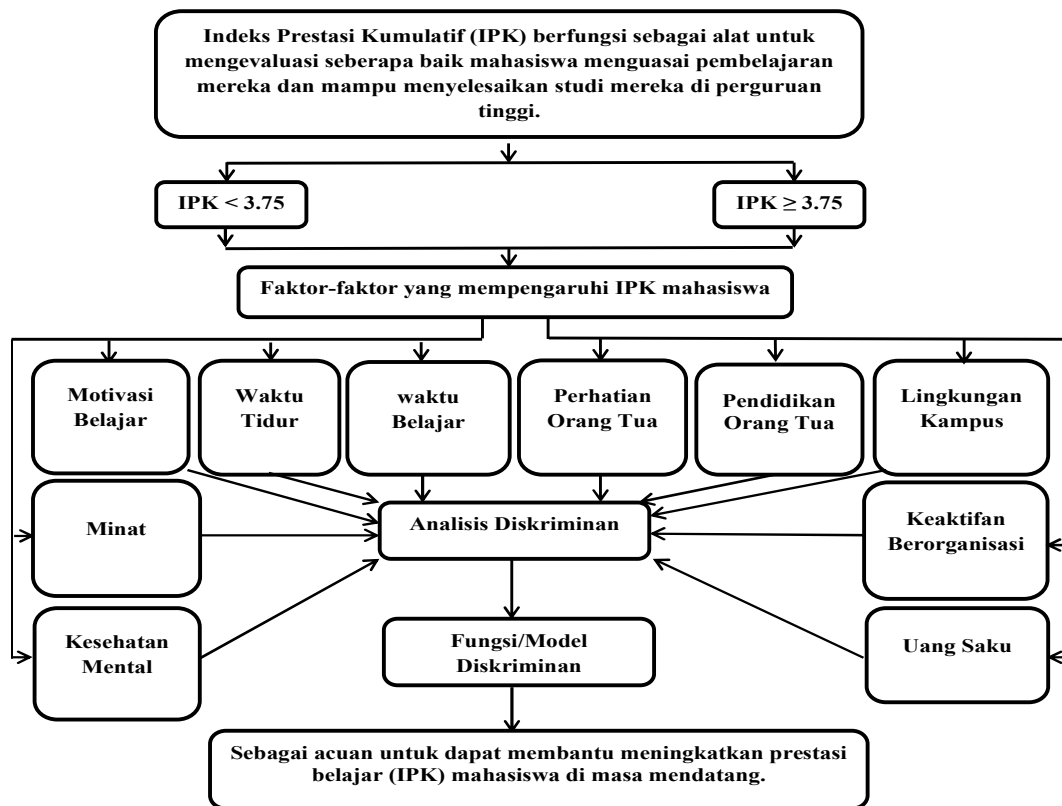 Indeks Prestasi Kumulatif (IPK) berfungsi sebagai alat untuk
mengevaluasi seberapa baik mahasiswa menguasai pembelajaran
mereka dan mampu menyelesaikan studi mereka di perguruan
tinggi.
IPK < 3.75
IPK ≥ 3.75
Faktor-faktor yang mempengaruhi IPK mahasiswa
Motivasi
Belajar
Waktu
Tidur
waktu
Belajar
Perhatian
Orang Tua
Pendidikan
Orang Tua
Lingkungan
Kampus
Minat
Analisis Diskriminan
Keaktifan
Berorganisasi
Kesehatan
Mental
Fungsi/Model
Diskriminan
Uang Saku
Sebagai acuan untuk dapat membantu meningkatkan prestasi
belajar (IPK) mahasiswa di masa mendatang.